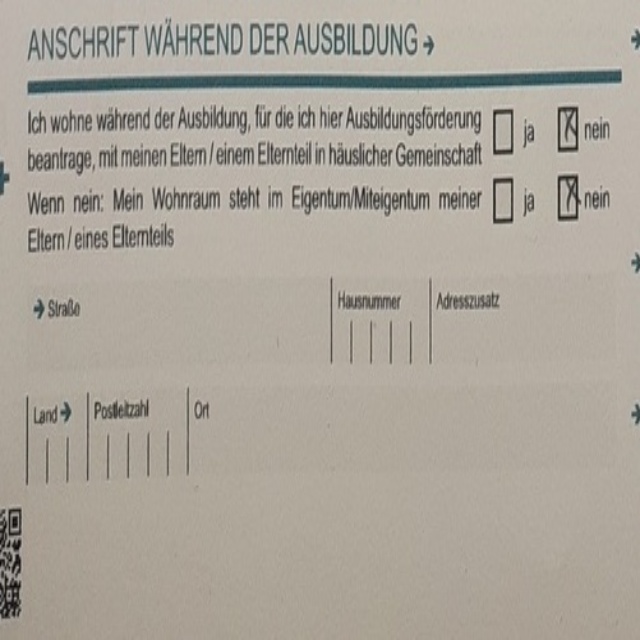 ANSCHRIFT WÄHREND DER AUSBILDUNG →
Ich wohne während der Ausbildung, für die ich hier Ausbildungsförderung
beantrage, mit meinen Eltern / einem Elternteil in häuslicher Gemeinschaft
ja
nein
Wenn nein: Mein Wohnraum steht im Eigentum/Miteigentum meiner
Eltern / eines Elternteils
ja
nein
→ Straße
Hausnummer
Adresszusatz
Land →
Postleitzahl
Ort